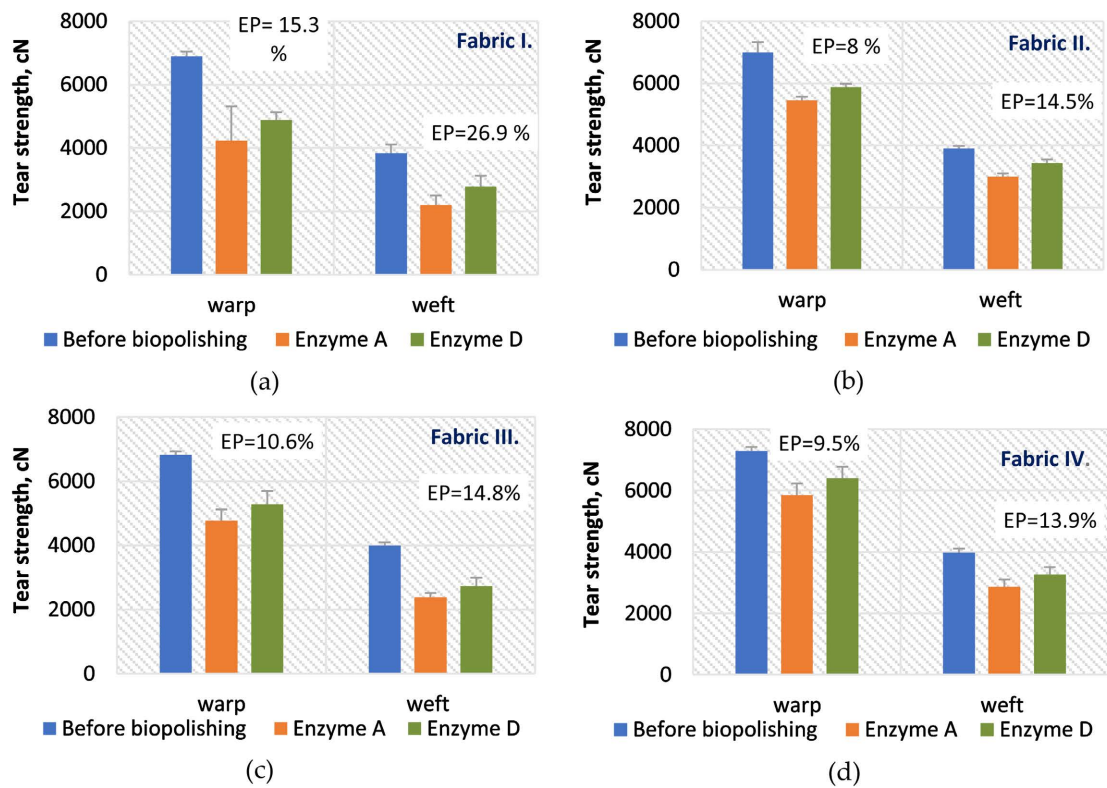 8000
6000
4000
2000
0
Tear strength, cN
EP= 15.3
%
Fabric I.
EP=26.9 %
warp
weft
Before biopolishing
Enzyme A
Enzyme D
(a)
8000
6000
4000
2000
0
Tear strength, cN
EP=8 %
Fabric II.
EP=14.5%
warp
weft
Before biopolishing
Enzyme A
Enzyme D
(b)
8000
6000
4000
2000
0
Tear strength, cN
EP=10.6%
Fabric III.
EP=14.8%
warp
weft
Before biopolishing
Enzyme A
Enzyme D
(c)
8000
6000
4000
2000
0
Tear strength, cN
EP=9.5%
Fabric IV.
EP=13.9%
warp
weft
Before biopolishing
Enzyme A
Enzyme D
(d)